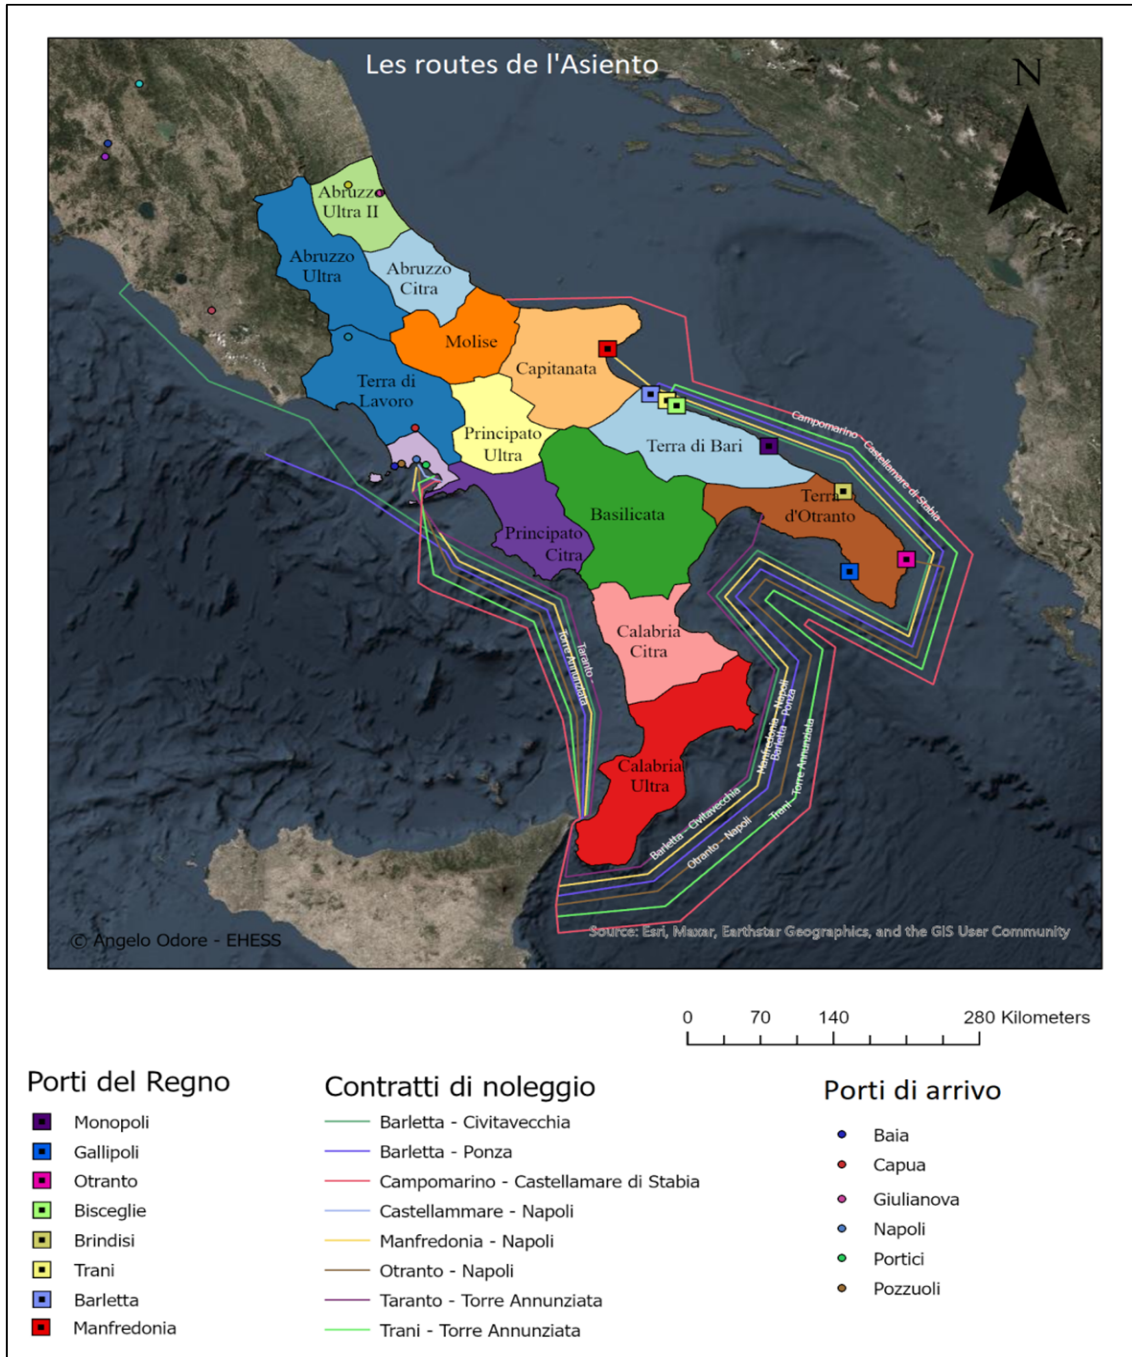 Les routes de l'Asiento
N
Abruzzo
Ultra II
Abruzzo
Ultra
Abruzzo
Citra
Molise
Capitanata
Terra di
Lavoro
Principato
Ultra
Terra di Bari
Terra
d'Otranto
Basilicata
Principato
Citra
Calabria
Citra
Calabria
Ultra
Campomarino - Castellamare di Stabia
Taranto -
Torre Annunziata
Manfredonia - Napoli
Barletta - Ponza
Barletta - Civitavecchia
Otranto - Napoli
Trani - Torre Annunziata
© Angelo Odore - EHESS
Source: Esri, Maxar, Earthstar Geographics, and the GIS User Community
0 70 140 280 Kilometers
Porti del Regno
Monopoli
Gallipoli
Otranto
Bisceglie
Brindisi
Trani
Barletta
Manfredonia
Contratti di noleggio
Barletta - Civitavecchia
Barletta - Ponza
Campomarino - Castellamare di Stabia
Castellammare - Napoli
Manfredonia - Napoli
Otranto - Napoli
Taranto - Torre Annunziata
Trani - Torre Annunziata
Porti di arrivo
Baia
Capua
Giulianova
Napoli
Portici
Pozzuoli